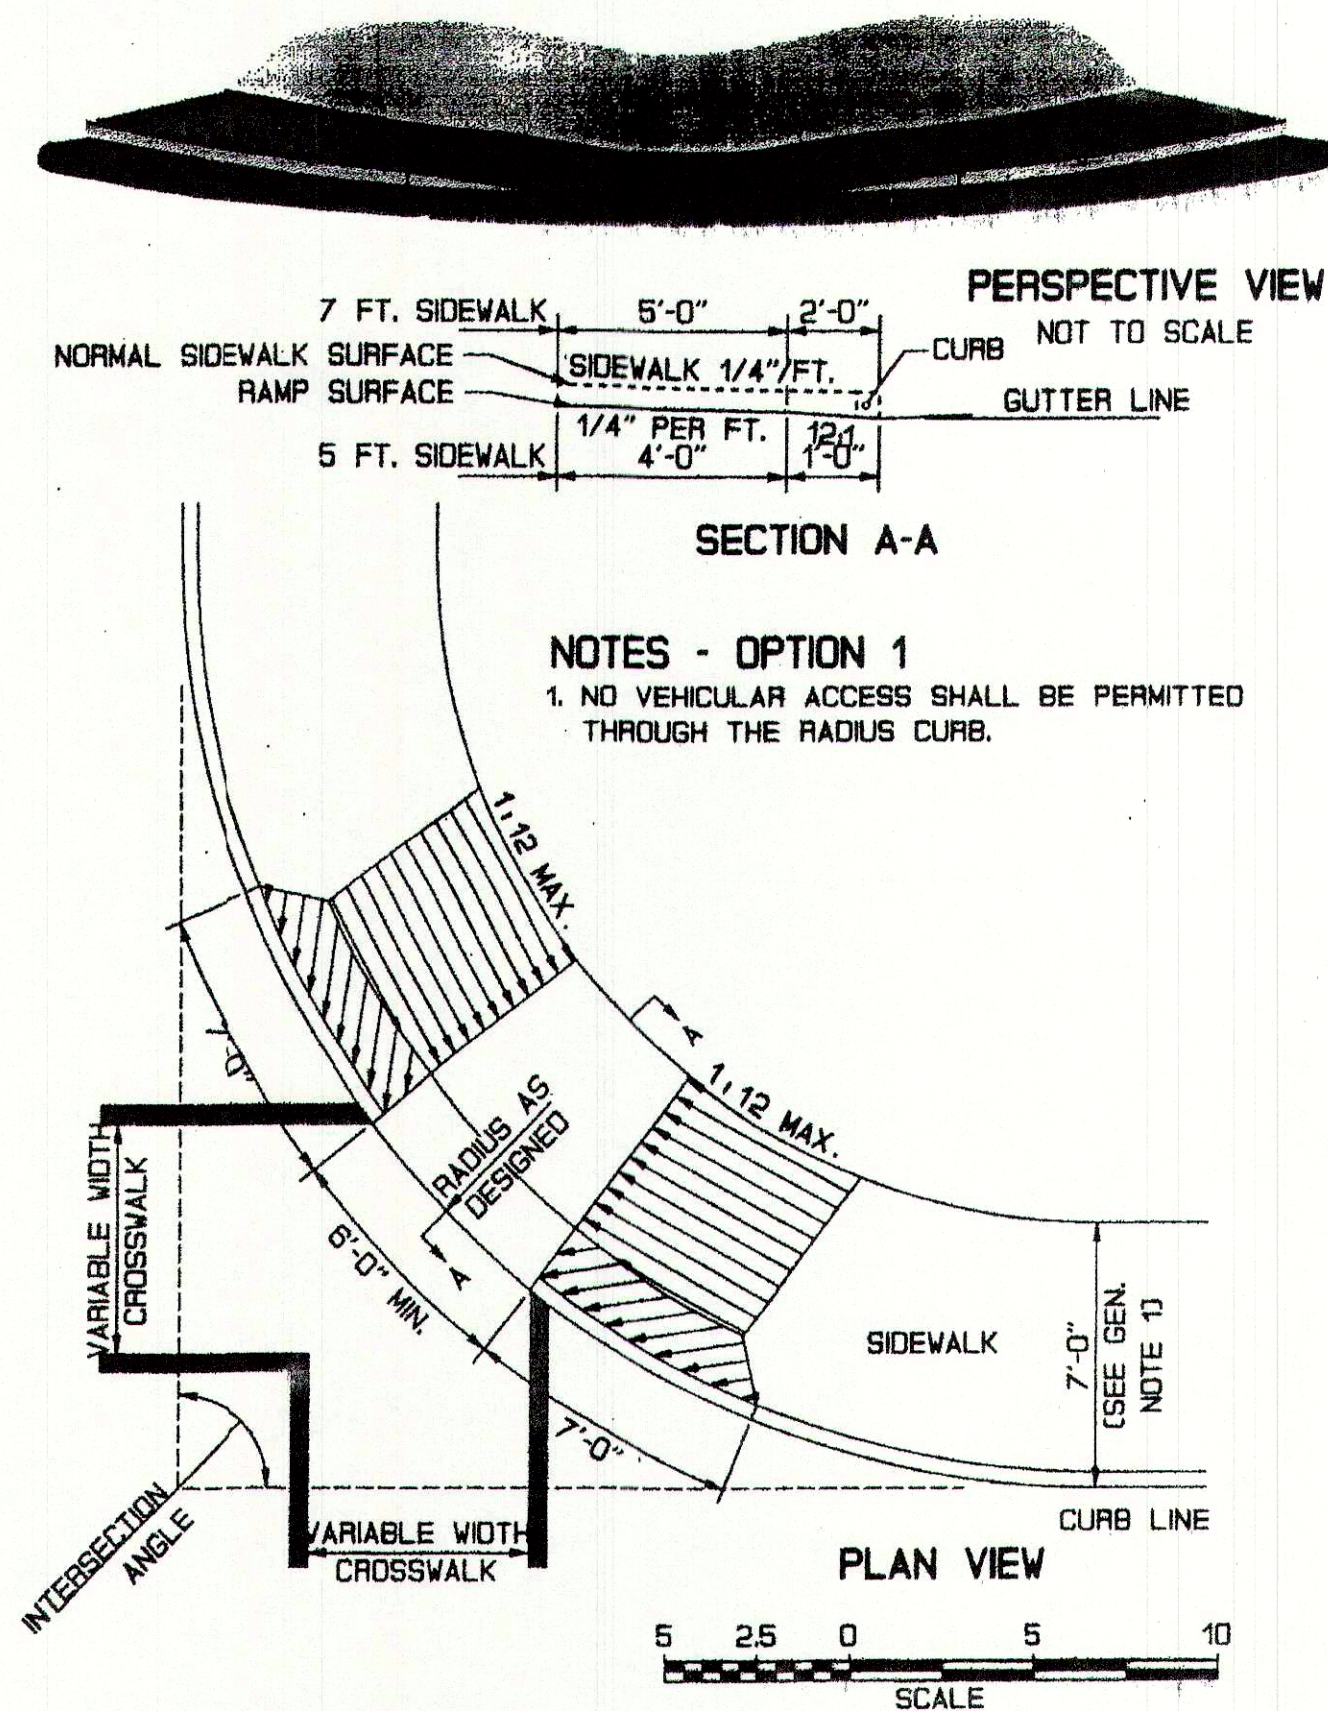 PERSPECTIVE VIEW
NOT TO SCALE
7 FT. SIDEWALK
5'-0"
2'-0"
NORMAL SIDEWALK SURFACE
SIDEWALK 1/4"/FT.
CURB
RAMP SURFACE
GUTTER LINE
1/4" PER FT.
12:1
5 FT. SIDEWALK
4'-0"
1'-0"
SECTION A-A
NOTES - OPTION 1
1. NO VEHICULAR ACCESS SHALL BE PERMITTED
THROUGH THE RADIUS CURB.
1,12 MAX.
A
1,12 MAX.
7'-0"
RADIUS AS
DESIGNED
A
6'-0" MIN.
7'-0"
VARIABLE WIDTH
CROSSWALK
SIDEWALK
7'-0"
(SEE GEN.
NOTE 1)
INTERSECTION
ANGLE
VARIABLE WIDTH
CROSSWALK
CURB LINE
PLAN VIEW
5 2.5 0 5 10
SCALE